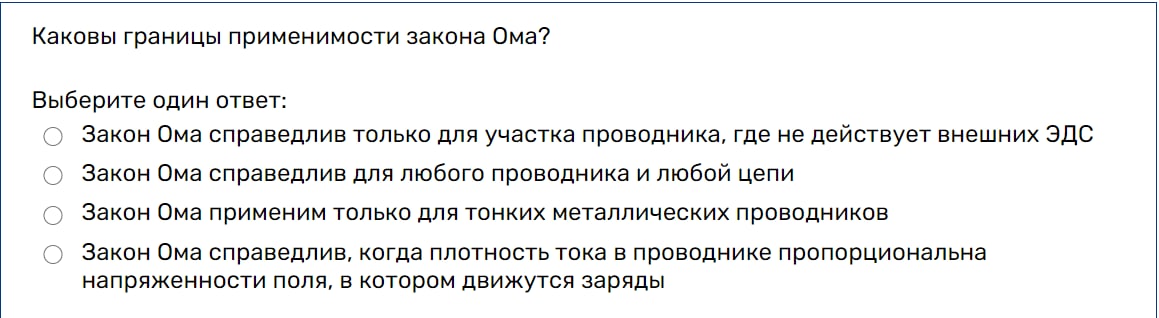 Каковы границы применимости закона Ома?
Выберите один ответ:
Закон Ома справедлив только для участка проводника, где не действует внешних ЭДС
Закон Ома справедлив для любого проводника и любой цепи
Закон Ома применим только для тонких металлических проводников
Закон Ома справедлив, когда плотность тока в проводнике пропорциональна
напряженности поля, в котором движутся заряды